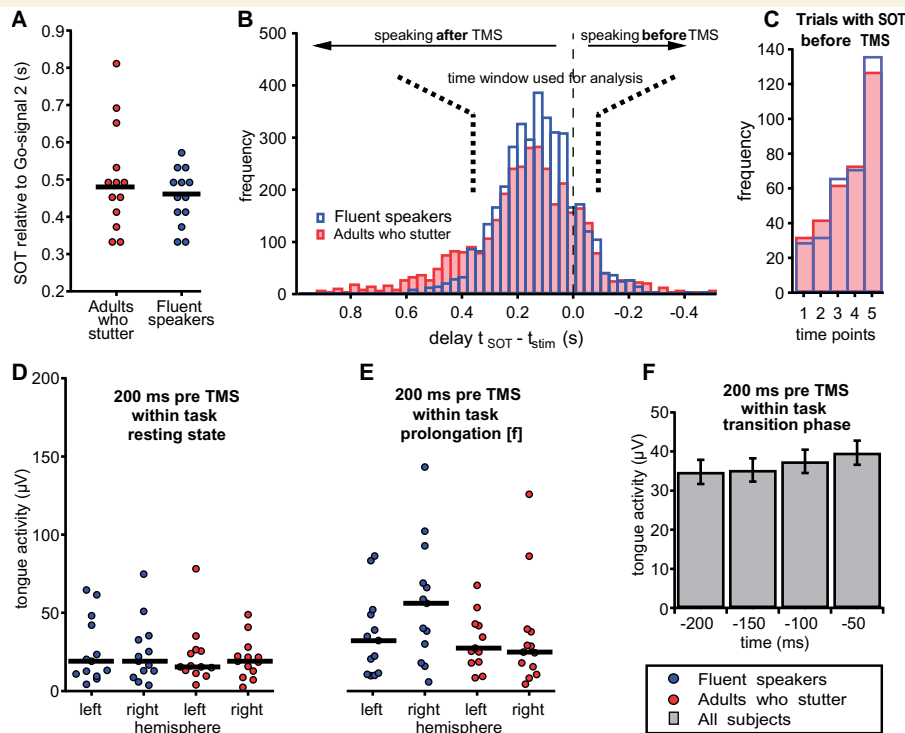 A
SOT relative to Go-signal 2 (s)
0.9
0.8
0.7
0.6
0.5
0.4
0.3
0.2
Adults
who
stutter
Fluent
speakers
B
frequency
500
400
300
200
100
0
speaking after TMS
speaking before TMS
time window used for analysis
Fluent speakers
Adults who stutter
0.8
0.6
0.4
0.2
0.0
-0.2
-0.4
delay t SOT - t stim (s)
C
Trials with SOT
before TMS
140
120
100
80
60
40
20
0
1 2 3 4 5
time points
D
200 ms pre TMS
within task
resting state
tongue activity (µV)
200
150
100
50
0
left right left right
hemisphere
E
200 ms pre TMS
within task
prolongation [f]
left right left right
hemisphere
F
200 ms pre TMS
within task
transition phase
tongue activity (µV)
50
40
30
20
10
0
-200 -150 -100 -50
time (ms)
Fluent speakers
Adults who stutter
All subjects